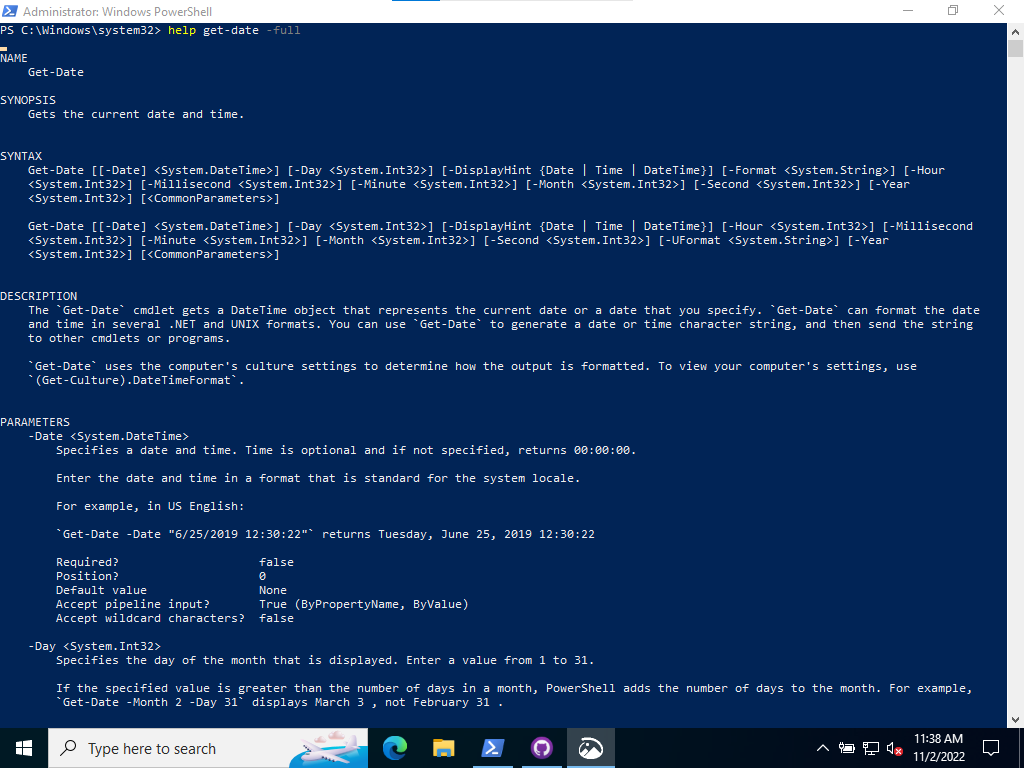 Administrator: Windows PowerShell
PS C:\Windows\system32> help get-date -full
NAME
Get-Date
SYNOPSIS
Gets the current date and time.
SYNTAX
Get-Date [[-Date] <System.DateTime>] [-Day <System.Int32>] [-DisplayHint {Date | Time | DateTime}] [-Format <System.String>] [-Hour
<System.Int32>] [-Millisecond <System.Int32>] [-Minute <System.Int32>] [-Month <System.Int32>] [-Second <System.Int32>] [-Year
<System.Int32>] [<CommonParameters>]
Get-Date [[-Date] <System.DateTime>] [-Day <System.Int32>] [-DisplayHint {Date | Time | DateTime}] [-Hour <System.Int32>] [-Millisecond
<System.Int32>] [-Minute <System.Int32>] [-Month <System.Int32>] [-Second <System.Int32>] [-UFormat <System.String>] [-Year
<System.Int32>] [<CommonParameters>]
DESCRIPTION
The `Get-Date` cmdlet gets a DateTime object that represents the current date or a date that you specify. `Get-Date` can format the date
and time in several .NET and UNIX formats. You can use `Get-Date` to generate a date or time character string, and then send the string
to other cmdlets or programs.
`Get-Date` uses the computer's culture settings to determine how the output is formatted. To view your computer's settings, use
`(Get-Culture).DateTimeFormat`.
PARAMETERS
-Date <System.DateTime>
Specifies a date and time. Time is optional and if not specified, returns 00:00:00.
Enter the date and time in a format that is standard for the system locale.
For example, in US English:
`Get-Date -Date "6/25/2019 12:30:22"` returns Tuesday, June 25, 2019 12:30:22
Required? false
Position? 0
Default value None
Accept pipeline input? True (ByPropertyName, ByValue)
Accept wildcard characters? false
-Day <System.Int32>
Specifies the day of the month that is displayed. Enter a value from 1 to 31.
If the specified value is greater than the number of days in a month, PowerShell adds the number of days to the month. For example,
`Get-Date -Month 2 -Day 31` displays March 3 , not February 31 .
Type here to search
11:38 AM
11/2/2022